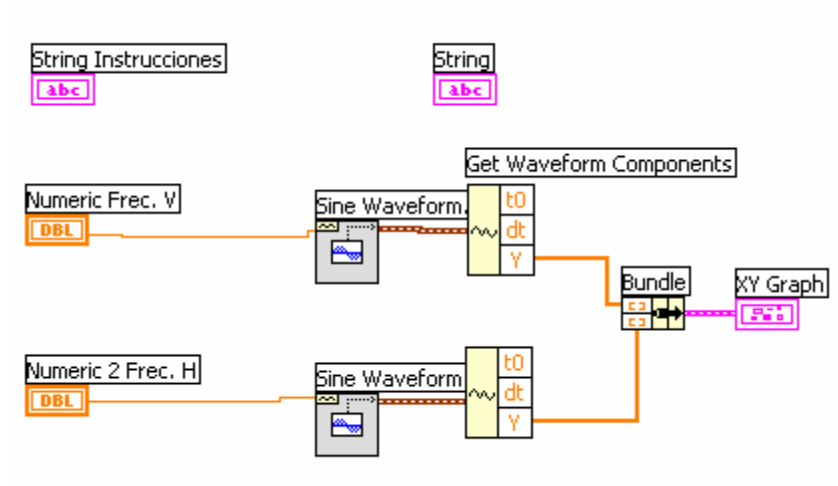 String Instrucciones
String
abc
abc
Get Waveform Components
Numeric Frec. V
DBL
Sine Waveform.
t0
dt
Y
Bundle
XY Graph
Numeric 2 Frec. H
DBL
Sine Waveform
t0
dt
Y